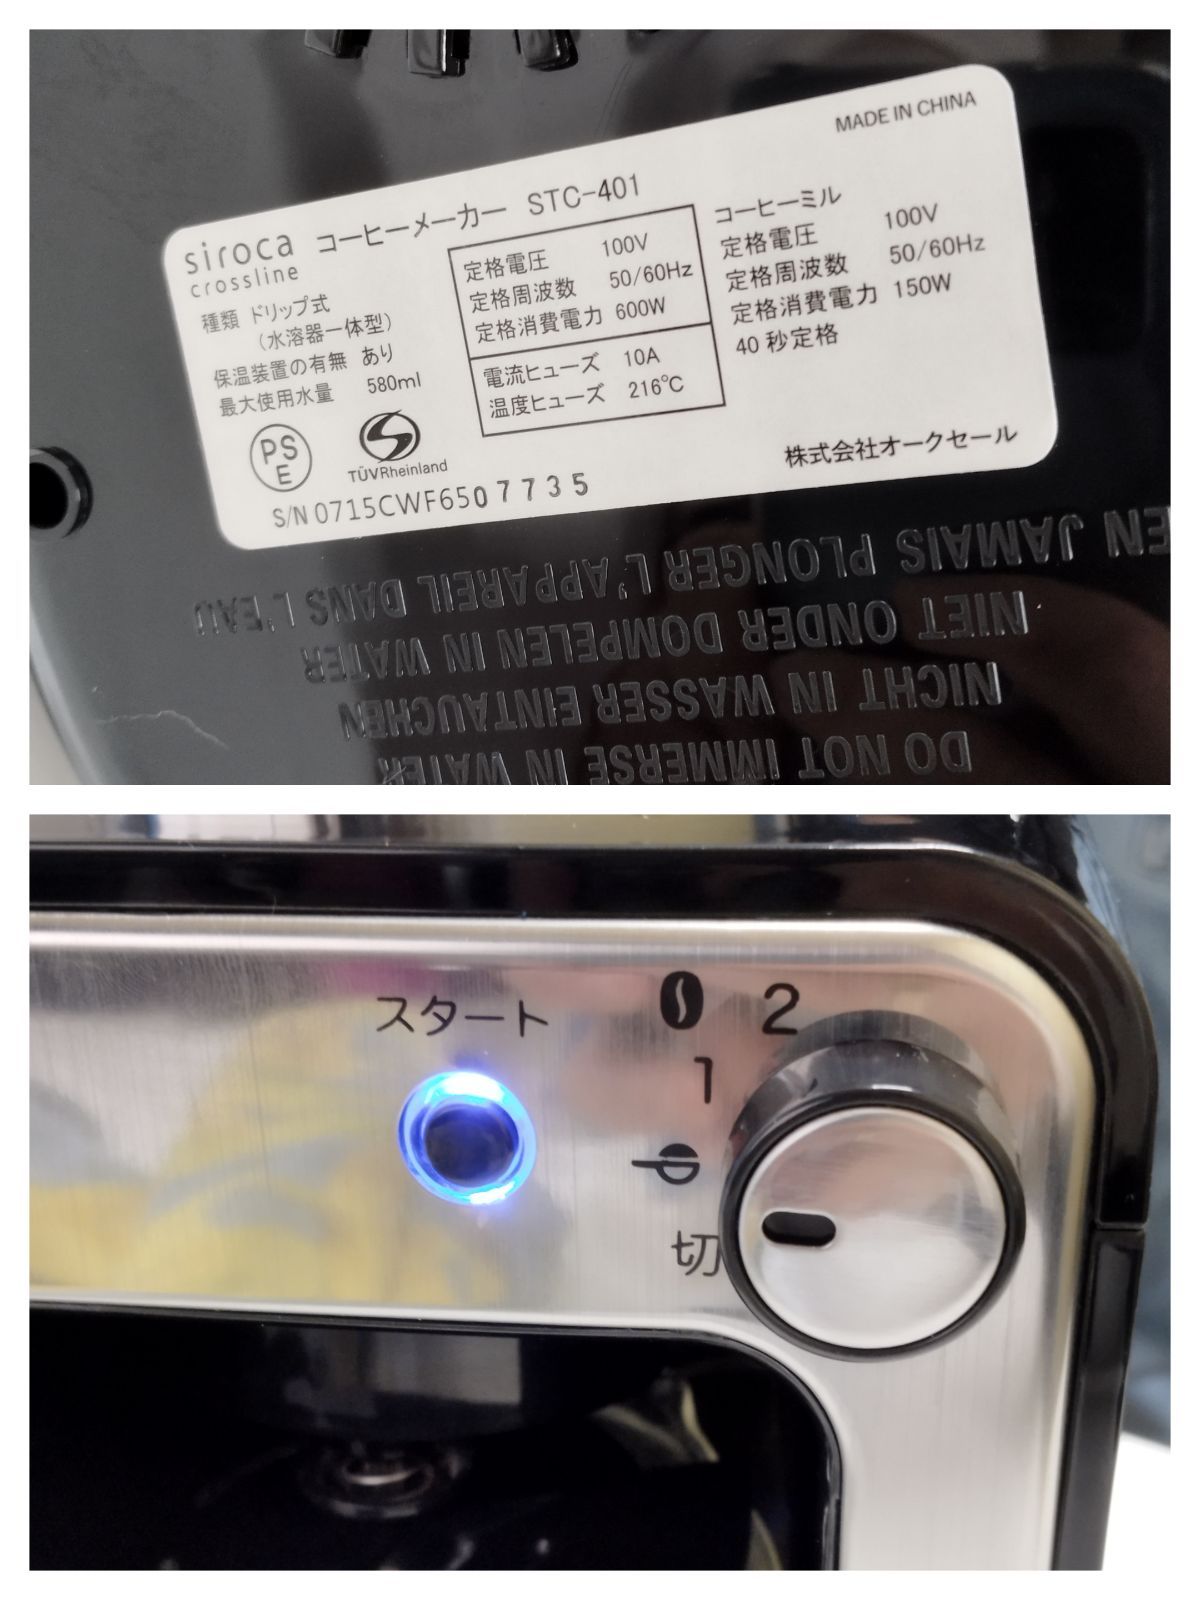 MADE IN CHINA
siroca
crossline
コーヒーメーカー STC-401
種類 ドリップ式
（水溶器一体型）
保温装置の有無 あり
最大使用水量 580ml
定格電圧 100V
定格周波数 50/60Hz
定格消費電力 600W
電流ヒューズ 10A
温度ヒューズ 216℃
コーヒーミル
定格電圧 100V
定格周波数 50/60Hz
定格消費電力 150W
40秒定格
PS
E
TÜVRheinland
株式会社オークセール
S/N 0715CWF6507735
EN JAMAIS PLONGER L'APPAREIL DANS L'EAU
NIET ONDER DOMPELEN IN WATER
NICHT IN WASSER EINTAUCHEN
DO NOT IMMERSE IN WATER
スタート
2
1
切